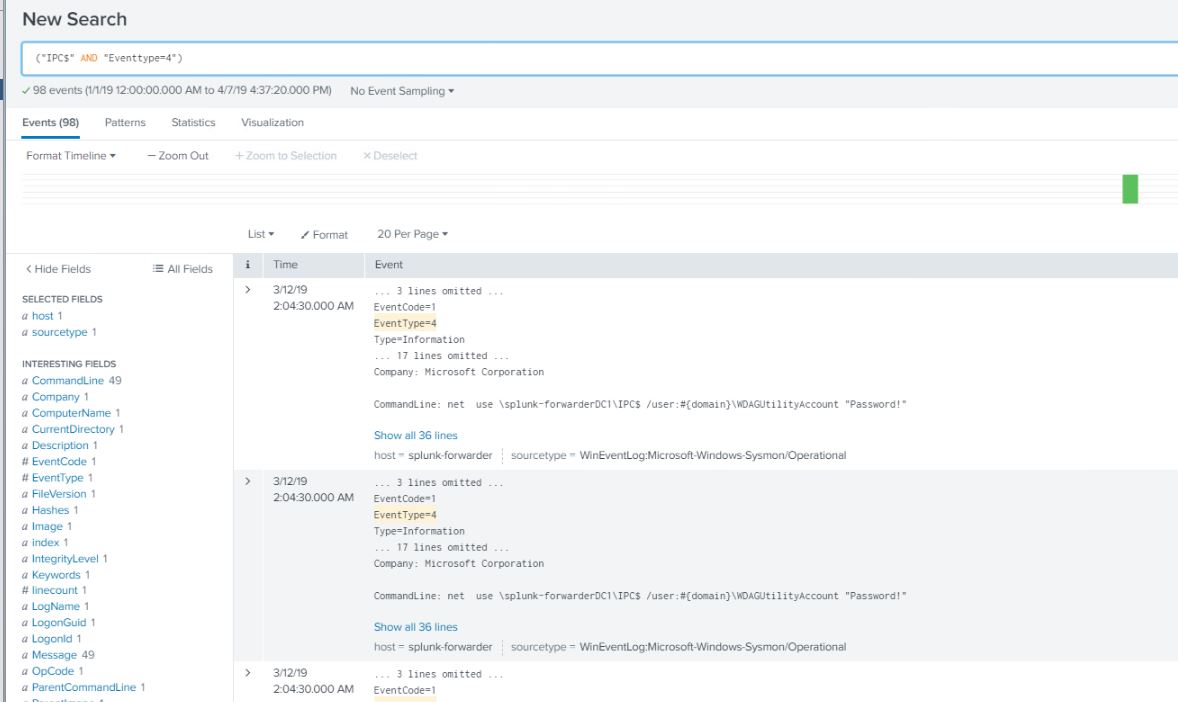 New Search
("IPC$" AND "Eventtype=4")
✓ 98 events (1/1/19 12:00:00.000 AM to 4/7/19 4:37:20.000 PM) No Event Sampling ▾
Events (98) Patterns Statistics Visualization
Format Timeline ▾ — Zoom Out + Zoom to Selection × Deselect
List ▾ Format 20 Per Page ▾
< Hide Fields All Fields
SELECTED FIELDS
a host 1
a sourcetype 1
INTERESTING FIELDS
a CommandLine 49
a Company 1
a ComputerName 1
a CurrentDirectory 1
a Description 1
# EventCode 1
# EventType 1
a FileVersion 1
a Hashes 1
a Image 1
a index 1
a IntegrityLevel 1
a Keywords 1
# linecount 1
a LogName 1
a LogonGuid 1
a LogonId 1
a Message 49
a OpCode 1
a ParentCommandLine 1
i Time Event
> 3/12/19
2:04:30.000 AM
... 3 lines omitted ...
EventCode=1
EventType=4
Type=Information
... 17 lines omitted ...
Company: Microsoft Corporation
CommandLine: net  use \splunk-forwarderDC1\IPC$ /user:#{domain}\WDAGUtilityAccount "Password!"
Show all 36 lines
host = splunk-forwarder sourcetype = WinEventLog:Microsoft-Windows-Sysmon/Operational
> 3/12/19
2:04:30.000 AM
... 3 lines omitted ...
EventCode=1
EventType=4
Type=Information
... 17 lines omitted ...
Company: Microsoft Corporation
CommandLine: net  use \splunk-forwarderDC1\IPC$ /user:#{domain}\WDAGUtilityAccount "Password!"
Show all 36 lines
host = splunk-forwarder sourcetype = WinEventLog:Microsoft-Windows-Sysmon/Operational
> 3/12/19
2:04:30.000 AM
... 3 lines omitted ...
EventCode=1